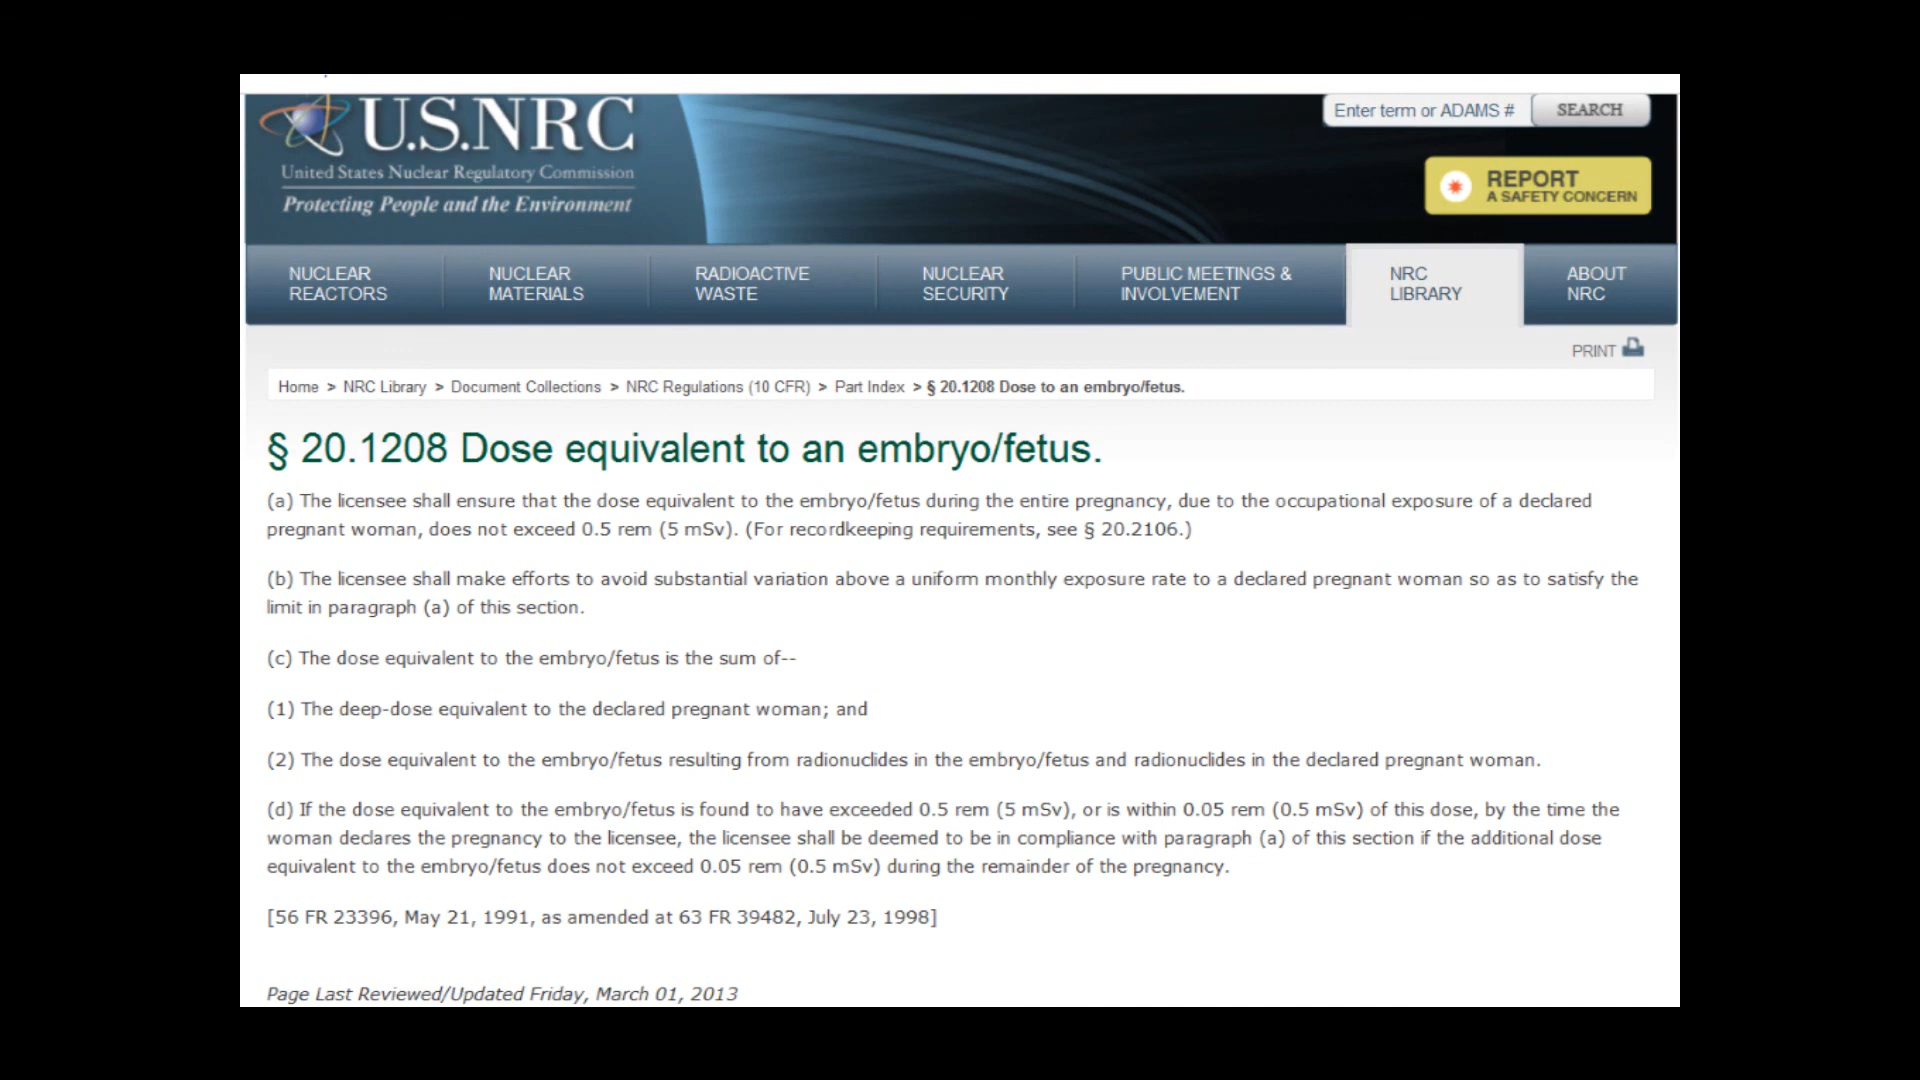 U.S.NRC
United States Nuclear Regulatory Commission
Protecting People and the Environment
Enter term or ADAMS # SEARCH
REPORT
A SAFETY CONCERN
NUCLEAR REACTORS
NUCLEAR MATERIALS
RADIOACTIVE WASTE
NUCLEAR SECURITY
PUBLIC MEETINGS & INVOLVEMENT
NRC LIBRARY
ABOUT NRC
PRINT
Home > NRC Library > Document Collections > NRC Regulations (10 CFR) > Part Index > § 20.1208 Dose to an embryo/fetus.
§ 20.1208 Dose equivalent to an embryo/fetus.
(a) The licensee shall ensure that the dose equivalent to the embryo/fetus during the entire pregnancy, due to the occupational exposure of a declared
pregnant woman, does not exceed 0.5 rem (5 mSv). (For recordkeeping requirements, see § 20.2106.)
(b) The licensee shall make efforts to avoid substantial variation above a uniform monthly exposure rate to a declared pregnant woman so as to satisfy the
limit in paragraph (a) of this section.
(c) The dose equivalent to the embryo/fetus is the sum of--
(1) The deep-dose equivalent to the declared pregnant woman; and
(2) The dose equivalent to the embryo/fetus resulting from radionuclides in the embryo/fetus and radionuclides in the declared pregnant woman.
(d) If the dose equivalent to the embryo/fetus is found to have exceeded 0.5 rem (5 mSv), or is within 0.05 rem (0.5 mSv) of this dose, by the time the
woman declares the pregnancy to the licensee, the licensee shall be deemed to be in compliance with paragraph (a) of this section if the additional dose
equivalent to the embryo/fetus does not exceed 0.05 rem (0.5 mSv) during the remainder of the pregnancy.
[56 FR 23396, May 21, 1991, as amended at 63 FR 39482, July 23, 1998]
Page Last Reviewed/Updated Friday, March 01, 2013